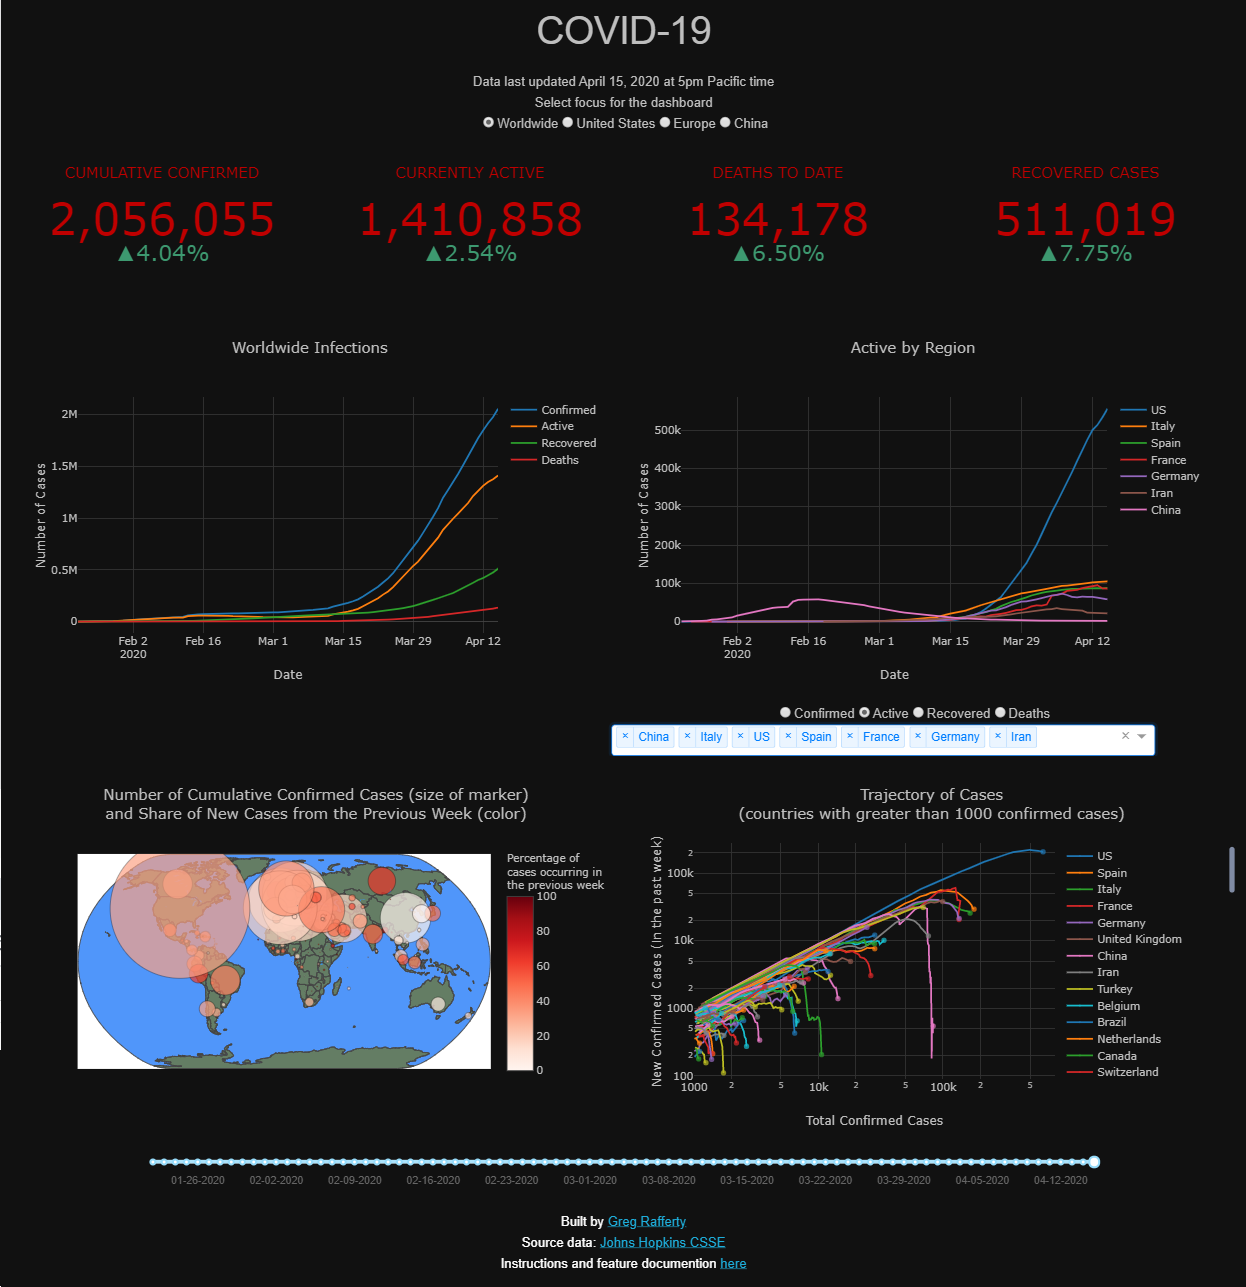 COVID-19
Data last updated April 15, 2020 at 5pm Pacific time
Select focus for the dashboard
Worldwide United States Europe China
CUMULATIVE CONFIRMED
2,056,055
▲4.04%
CURRENTLY ACTIVE
1,410,858
▲2.54%
DEATHS TO DATE
134,178
▲6.50%
RECOVERED CASES
511,019
▲7.75%
Worldwide Infections
Number of Cases
2M
1.5M
1M
0.5M
0
Feb 2
2020
Feb 16
Mar 1
Mar 15
Mar 29
Apr 12
Date
Confirmed
Active
Recovered
Deaths
Active by Region
Number of Cases
500k
400k
300k
200k
100k
0
Feb 2
2020
Feb 16
Mar 1
Mar 15
Mar 29
Apr 12
Date
US
Italy
Spain
France
Germany
Iran
China
Confirmed Active Recovered Deaths
× China × Italy × US × Spain × France × Germany × Iran ×
Number of Cumulative Confirmed Cases (size of marker)
and Share of New Cases from the Previous Week (color)
Percentage of
cases occurring in
the previous week
100
80
60
40
20
0
Trajectory of Cases
(countries with greater than 1000 confirmed cases)
New Confirmed Cases (in the past week)
2
100k
5
2
10k
5
2
1000
5
2
100
1000
2
5
10k
2
5
100k
2
5
Total Confirmed Cases
US
Spain
Italy
France
Germany
United Kingdom
China
Iran
Turkey
Belgium
Brazil
Netherlands
Canada
Switzerland
01-26-2020 02-02-2020 02-09-2020 02-16-2020 02-23-2020 03-01-2020 03-08-2020 03-15-2020 03-22-2020 03-29-2020 04-05-2020 04-12-2020
Built by Greg Rafferty
Source data: Johns Hopkins CSSE
Instructions and feature documention here